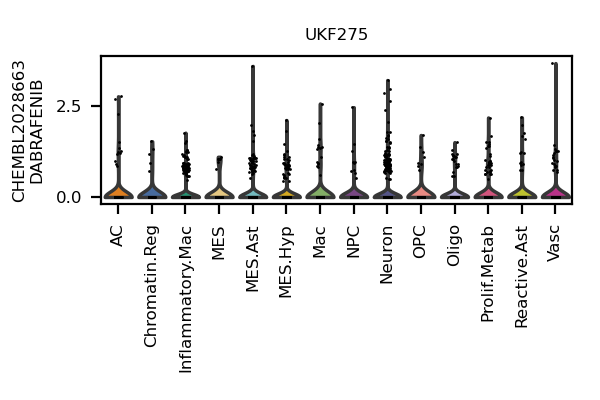 UKF275
CHEMBL2028663
DABRAFENIB
2.5
0.0
AC
Chromatin.Reg
Inflammatory.Mac
MES
MES.Ast
MES.Hyp
Mac
NPC
Neuron
OPC
Oligo
Prolif.Metab
Reactive.Ast
Vasc